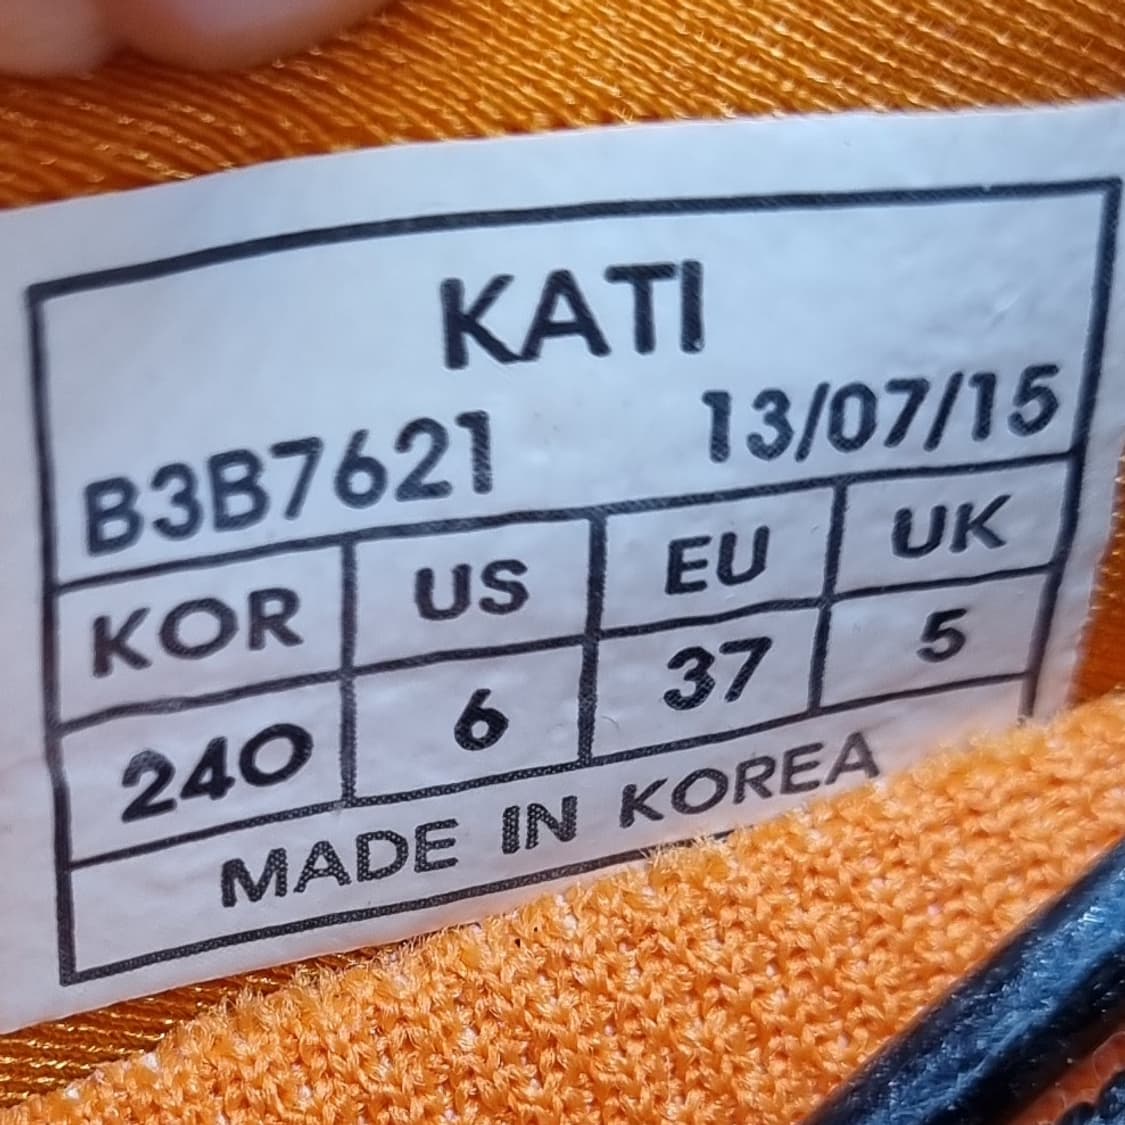 KATI
B3B7621 13/07/15
KOR US EU UK
240 6 37 5
MADE IN KOREA